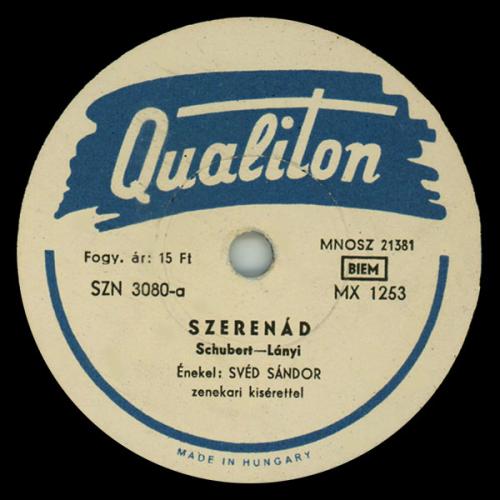 Qualiton
Fogy. ár: 15 Ft
MNOSZ 21381
BIEM
SZN 3080-a
MX 1253
SZERENÁD
Schubert—Lányi
Énekel: SVÉD SÁNDOR
zenekari kisérettel
MADE IN HUNGARY